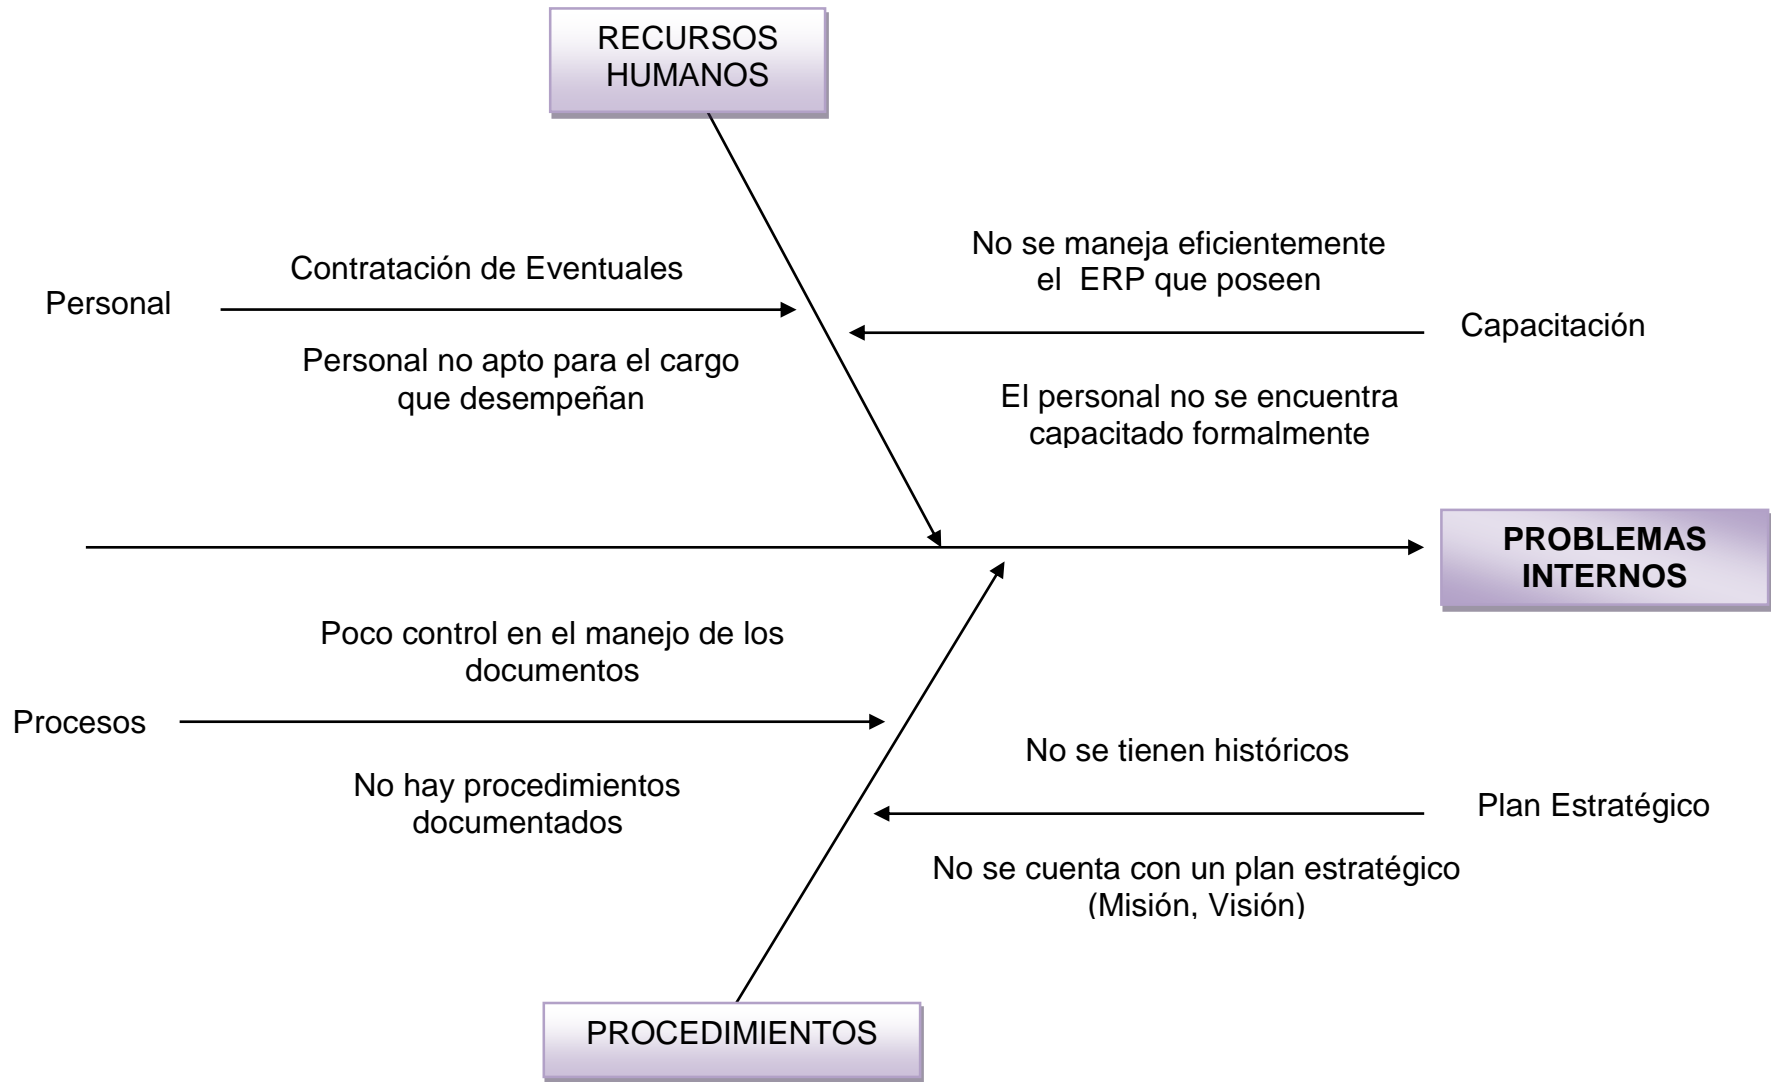 RECURSOS
HUMANOS
No se maneja eficientemente
el  ERP que poseen
Contratación de Eventuales
Personal
Capacitación
Personal no apto para el cargo
que desempeñan
El personal no se encuentra
capacitado formalmente
PROBLEMAS
INTERNOS
Poco control en el manejo de los
documentos
Procesos
No se tienen históricos
No hay procedimientos
documentados
Plan Estratégico
No se cuenta con un plan estratégico
(Misión, Visión)
PROCEDIMIENTOS